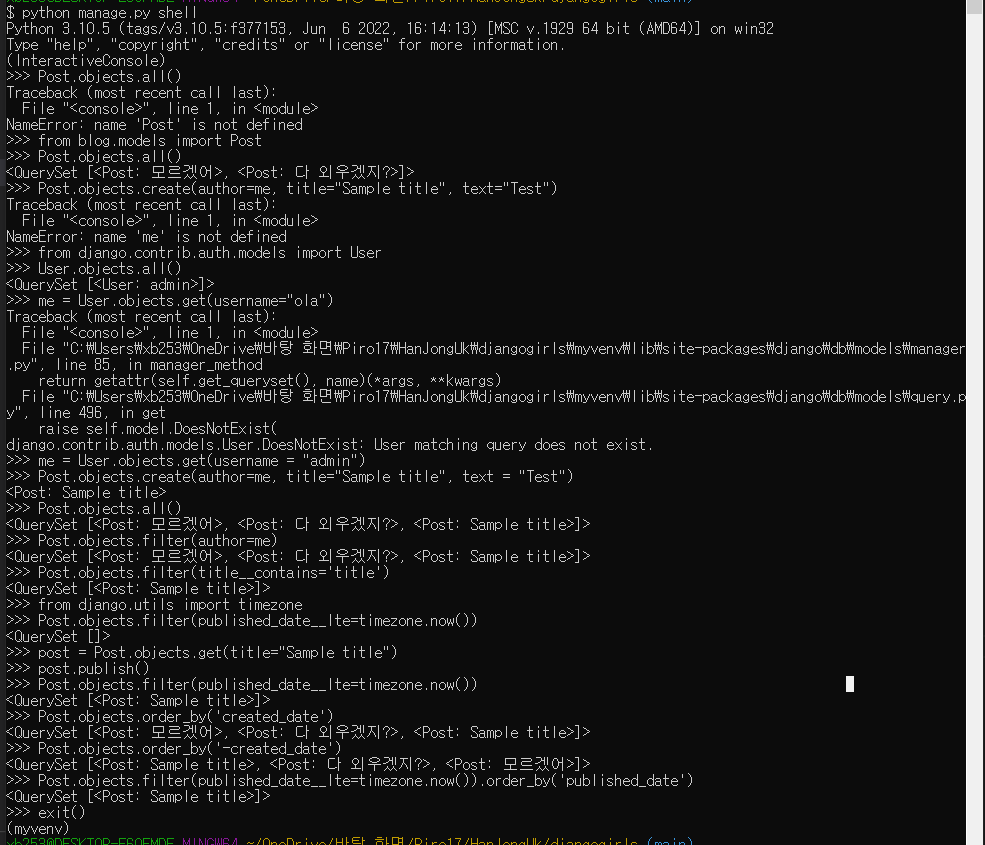 $ python manage.py shell
Python 3.10.5 (tags/v3.10.5:f377153, Jun  6 2022, 16:14:13) [MSC v.1929 64 bit (AMD64)] on win32
Type "help", "copyright", "credits" or "license" for more information.
(InteractiveConsole)
>>> Post.objects.all()
Traceback (most recent call last):
  File "<console>", line 1, in <module>
NameError: name 'Post' is not defined
>>> from blog.models import Post
>>> Post.objects.all()
<QuerySet [<Post: 모르겠어>, <Post: 다 외우겠지?>]>
>>> Post.objects.create(author=me, title="Sample title", text="Test")
Traceback (most recent call last):
  File "<console>", line 1, in <module>
NameError: name 'me' is not defined
>>> from django.contrib.auth.models import User
>>> User.objects.all()
<QuerySet [<User: admin>]>
>>> me = User.objects.get(username="ola")
Traceback (most recent call last):
  File "<console>", line 1, in <module>
  File "C:₩Users₩xb253₩OneDrive₩바탕 화면₩Piro17₩HanJongUk₩djangogirls₩myvenv₩lib₩site-packages₩django₩db₩models₩manager
.py", line 85, in manager_method
    return getattr(self.get_queryset(), name)(*args, **kwargs)
  File "C:₩Users₩xb253₩OneDrive₩바탕 화면₩Piro17₩HanJongUk₩djangogirls₩myvenv₩lib₩site-packages₩django₩db₩models₩query.p
y", line 496, in get
    raise self.model.DoesNotExist(
django.contrib.auth.models.User.DoesNotExist: User matching query does not exist.
>>> me = User.objects.get(username = "admin")
>>> Post.objects.create(author=me, title="Sample title", text = "Test")
<Post: Sample title>
>>> Post.objects.all()
<QuerySet [<Post: 모르겠어>, <Post: 다 외우겠지?>, <Post: Sample title>]>
>>> Post.objects.filter(author=me)
<QuerySet [<Post: 모르겠어>, <Post: 다 외우겠지?>, <Post: Sample title>]>
>>> Post.objects.filter(title__contains='title')
<QuerySet [<Post: Sample title>]>
>>> from django.utils import timezone
>>> Post.objects.filter(published_date__lte=timezone.now())
<QuerySet []>
>>> post = Post.objects.get(title="Sample title")
>>> post.publish()
>>> Post.objects.filter(published_date__lte=timezone.now())
<QuerySet [<Post: Sample title>]>
>>> Post.objects.order_by('created_date')
<QuerySet [<Post: 모르겠어>, <Post: 다 외우겠지?>, <Post: Sample title>]>
>>> Post.objects.order_by('-created_date')
<QuerySet [<Post: Sample title>, <Post: 다 외우겠지?>, <Post: 모르겠어>]>
>>> Post.objects.filter(published_date__lte=timezone.now()).order_by('published_date')
<QuerySet [<Post: Sample title>]>
>>> exit()
(myvenv)
~/OneDrive/바탕 화면/Piro17/HanJongUk/djangogirls (main)